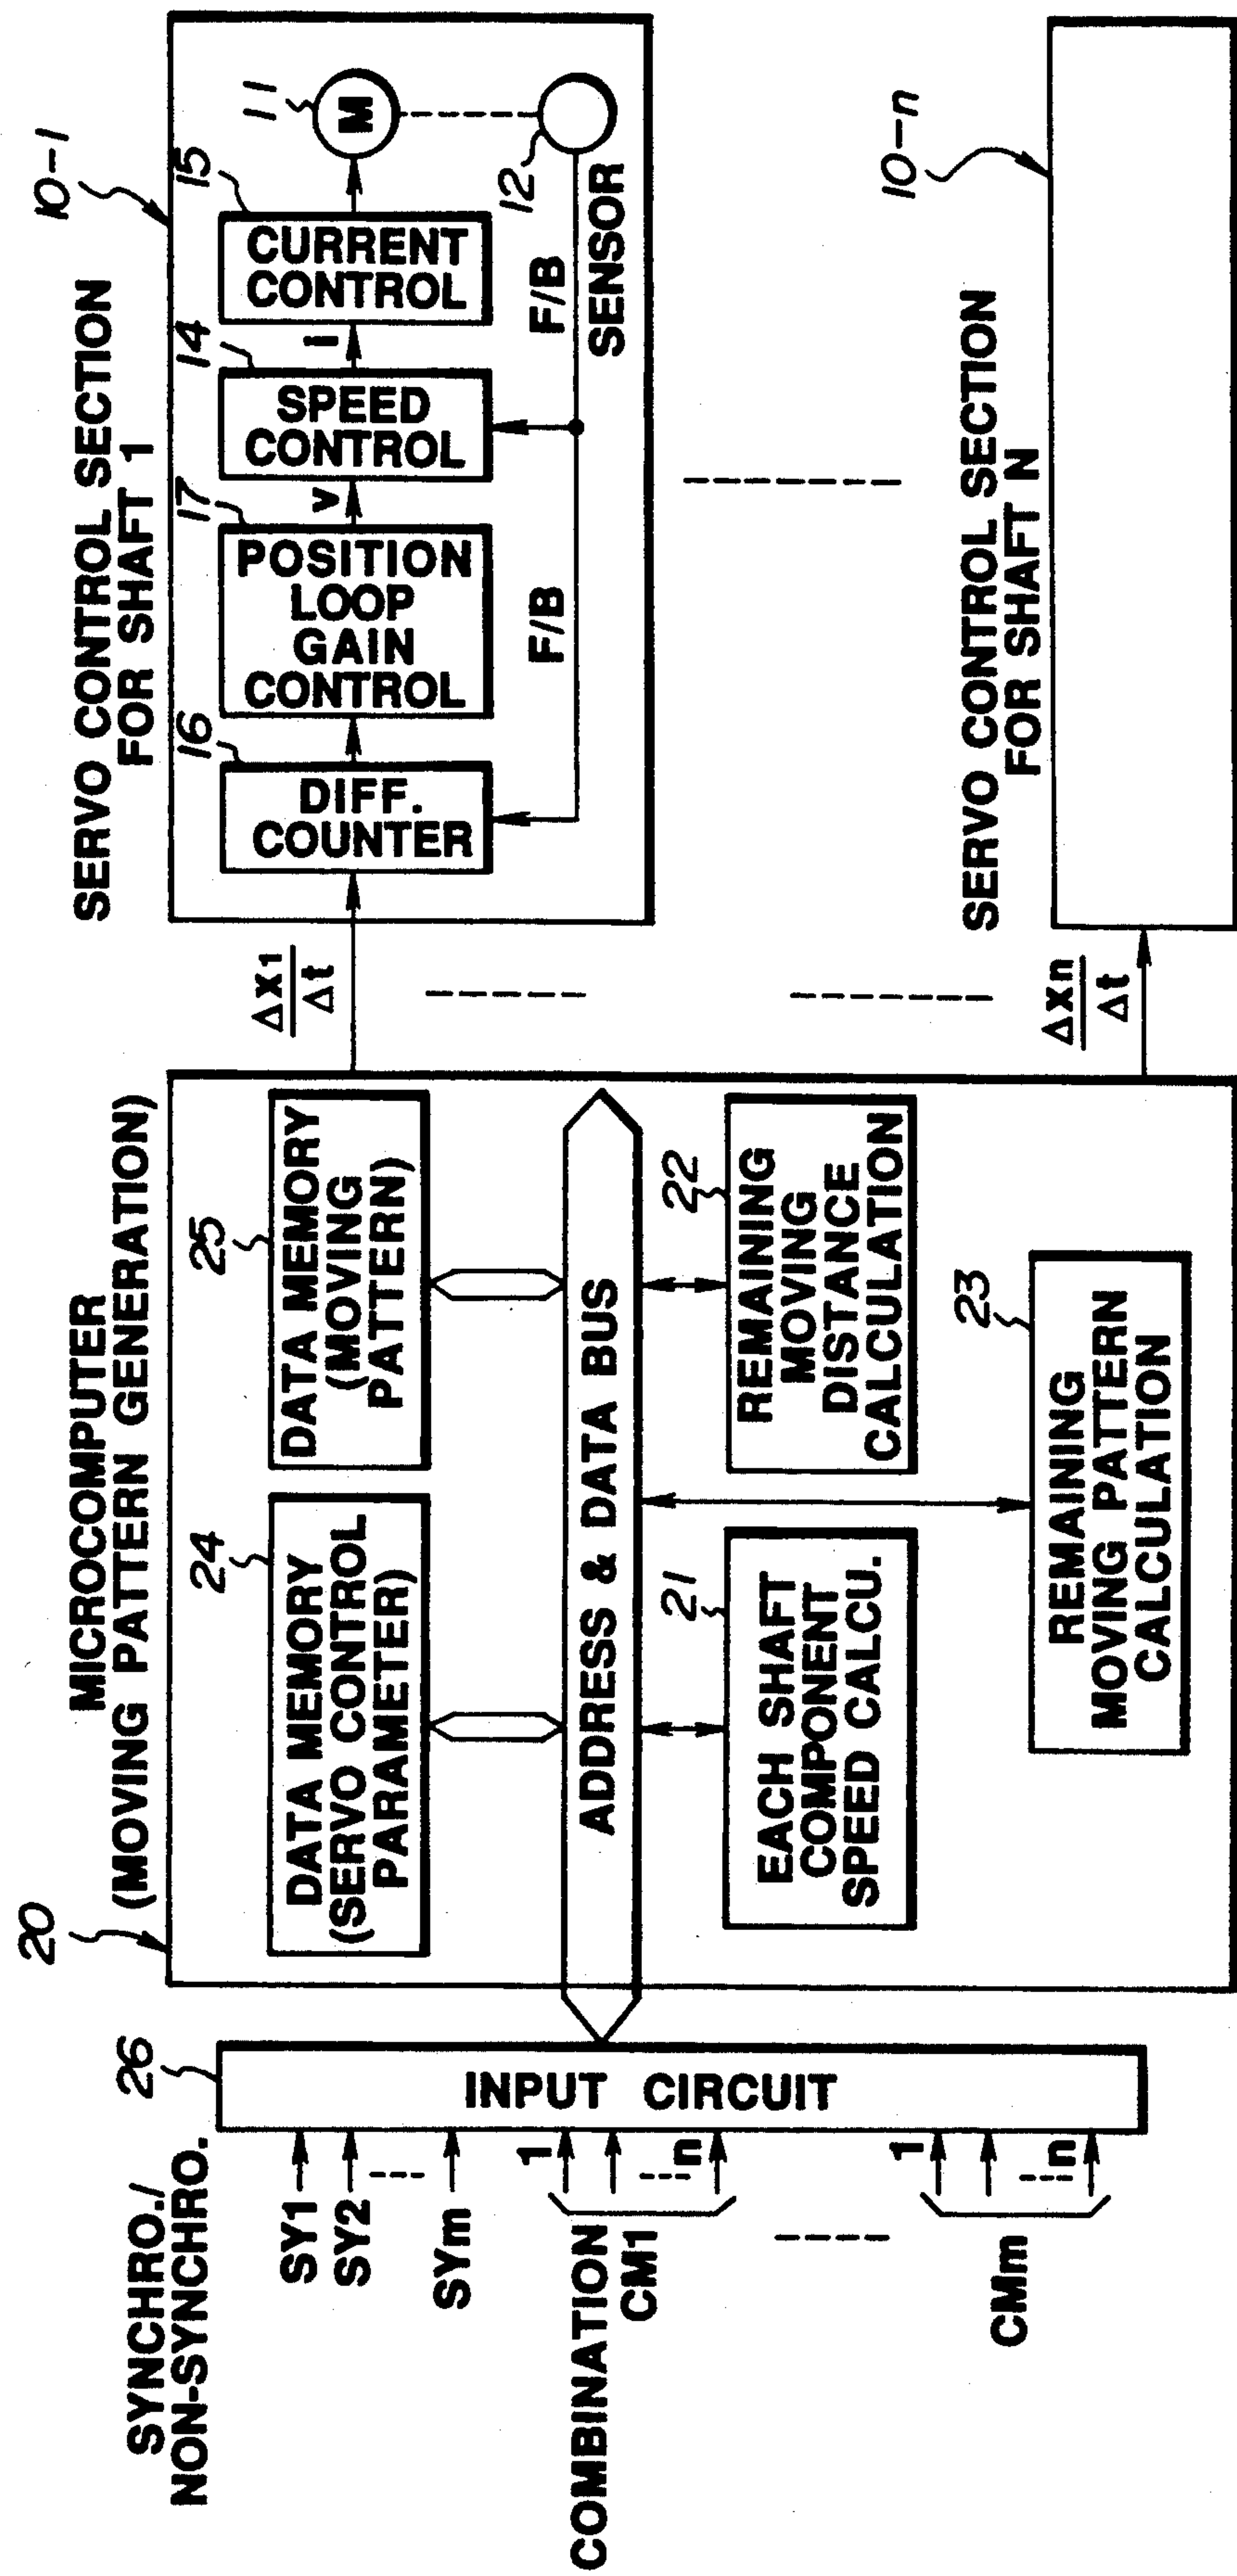 SYNCHRO./
NON-SYNCHRO.
SY1
SY2
SYm
COMBINATION
CM1
1
n
CMm
1
n
26
INPUT CIRCUIT
20
MICROCOMPUTER
(MOVING PATTERN GENERATION)
24
DATA MEMORY
(SERVO CONTROL
PARAMETER)
25
DATA MEMORY
(MOVING
PATTERN)
ADDRESS & DATA BUS
21
EACH SHAFT
COMPONENT
SPEED CALCU.
22
REMAINING
MOVING
DISTANCE
CALCULATION
23
REMAINING
MOVING PATTERN
CALCULATION
Δx1
Δt
Δxn
Δt
SERVO CONTROL SECTION
FOR SHAFT 1
10-1
16
DIFF.
COUNTER
17
POSITION
LOOP
GAIN
CONTROL
v
14
SPEED
CONTROL
i
15
CURRENT
CONTROL
11
M
12
F/B
F/B
SENSOR
SERVO CONTROL SECTION
FOR SHAFT N
10-n